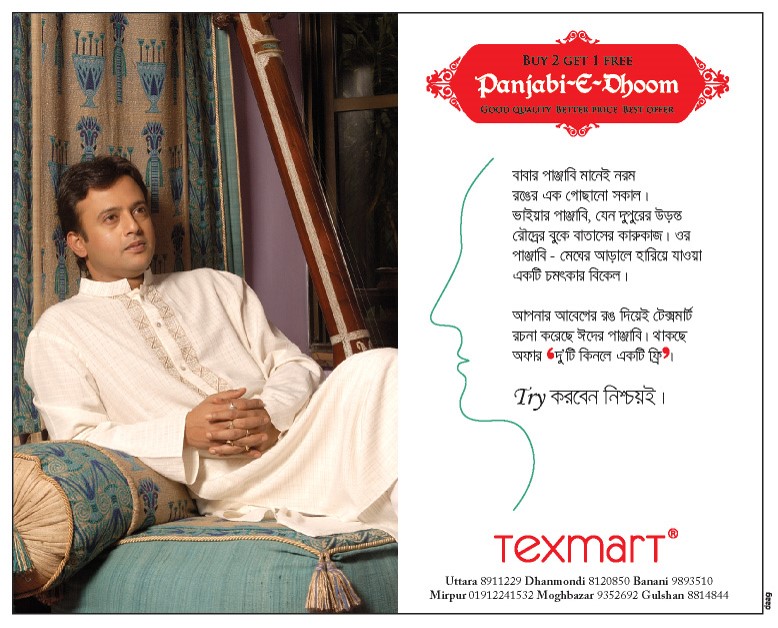 BUY 2 GET 1 FREE
Panjabi-E-Dhoom
GOOD QUALITY BETTER PRICE BEST OFFER
বাবার পাঞ্জাবি মানেই নরম
রঙের এক গোছানো সকাল।
ভাইয়ার পাঞ্জাবি, যেন দুপুরের উড়ন্ত
রৌদ্রের বুকে বাতাসের কারুকাজ। ওর
পাঞ্জাবি - মেঘের আড়ালে হারিয়ে যাওয়া
একটি চমৎকার বিকেল।
আপনার আবেগের রঙ দিয়েই টেক্সমার্ট
রচনা করেছে ঈদের পাঞ্জাবি। থাকছে
অফার ‘দু'টি কিনলে একটি ফ্রি’।
Try করবেন নিশ্চয়ই।
Texmart®
Uttara 8911229 Dhanmondi 8120850 Banani 9893510
Mirpur 01912241532 Moghbazar 9352692 Gulshan 8814844
daag